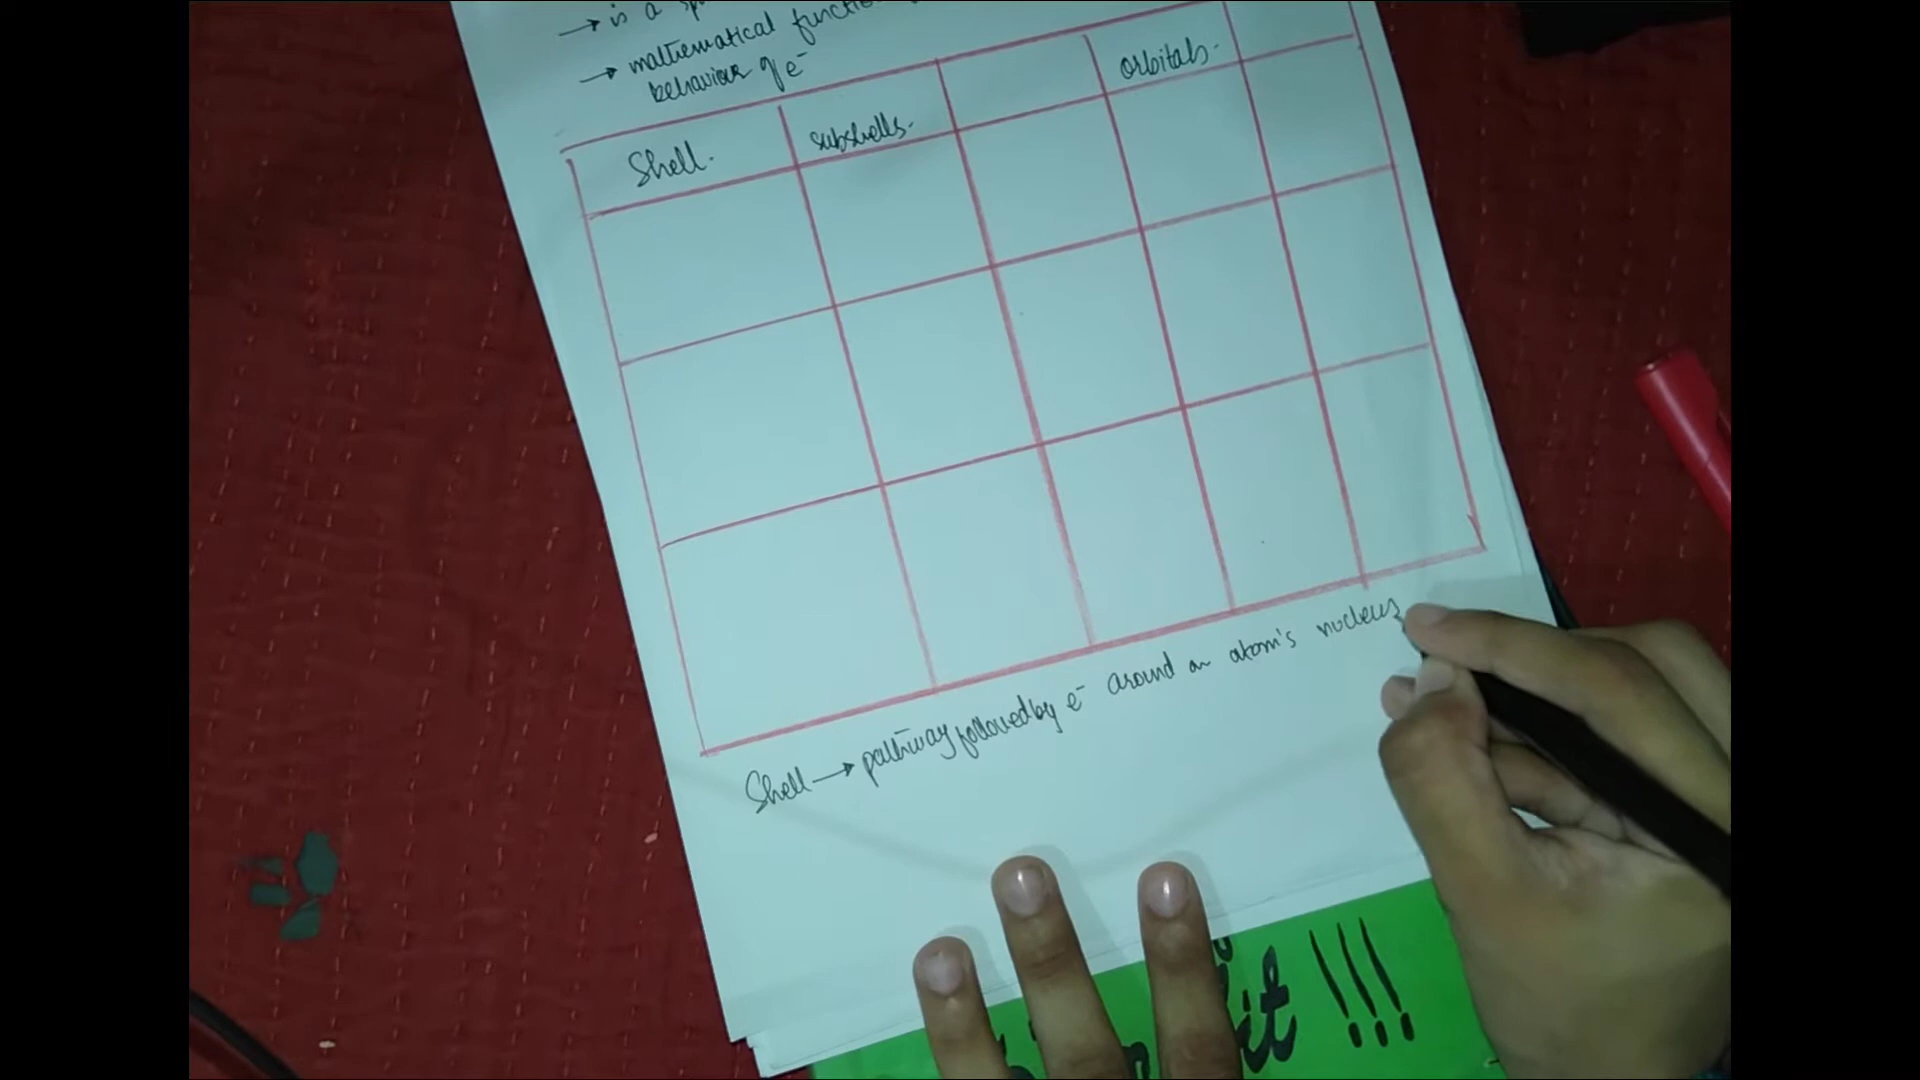 → is a
→ mathematical
behaviour of e⁻
Shell. subshells. orbitals.
Shell → pathway followed by e⁻ around an atom's nucleus
it !!!